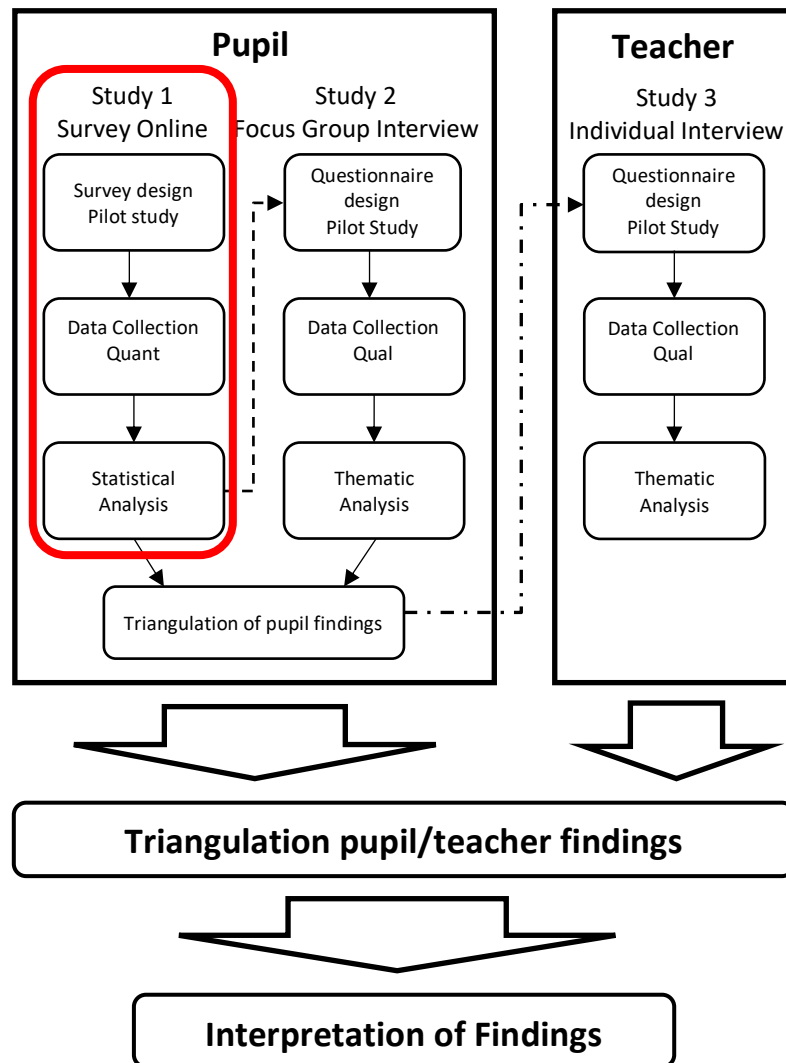 Pupil
Study 1
Survey Online
Survey design
Pilot study
Data Collection
Quant
Statistical
Analysis
Study 2
Focus Group Interview
Questionnaire
design
Pilot Study
Data Collection
Qual
Thematic
Analysis
Triangulation of pupil findings
Teacher
Study 3
Individual Interview
Questionnaire
design
Pilot Study
Data Collection
Qual
Thematic
Analysis
Triangulation pupil/teacher findings
Interpretation of Findings